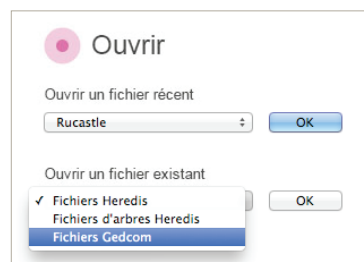 Ouvrir
Ouvrir un fichier récent
Rucastle
OK
Ouvrir un fichier existant
✓ Fichiers Heredis
OK
Fichiers d'arbres Heredis
Fichiers Gedcom